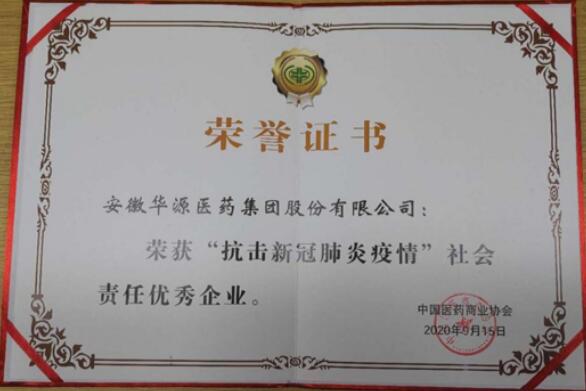 荣誉证书
安徽华源医药集团股份有限公司：
荣获“抗击新冠肺炎疫情”社会
责任优秀企业。
中国医药商业协会
2020年9月15日